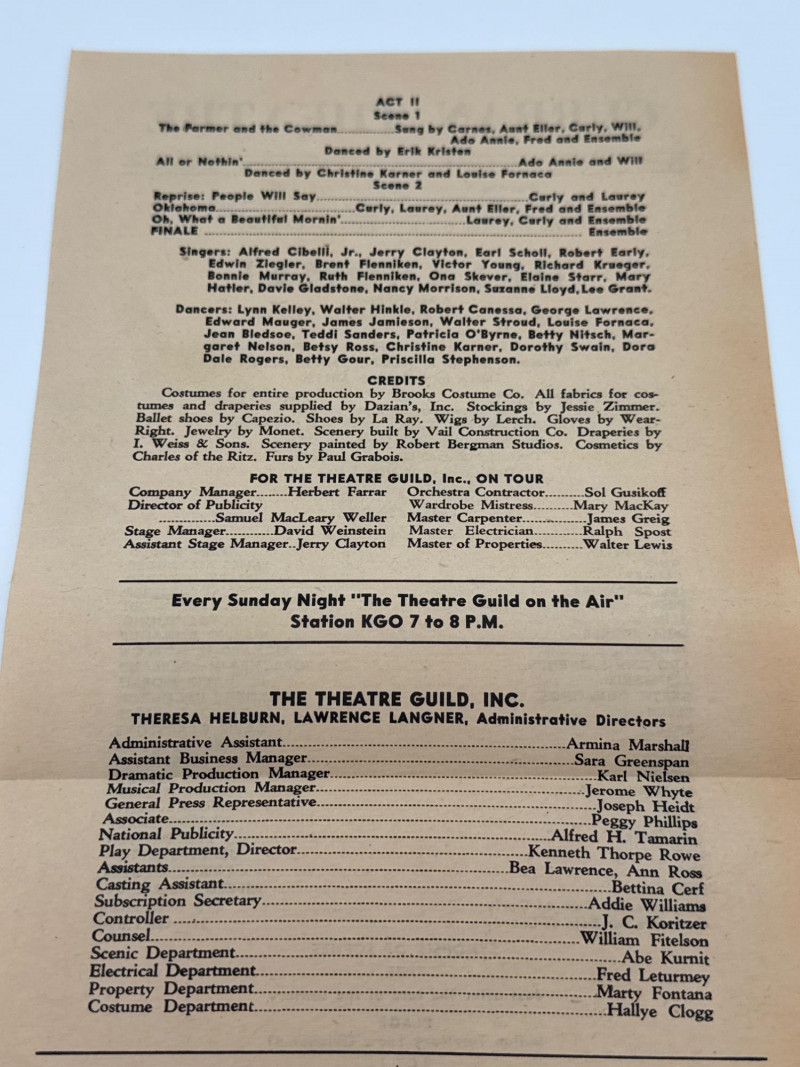 ACT II
Scene 1
The Farmer and the Cowman..............Sung by Carnes, Aunt Eller, Curly, Will,
Ado Annie, Fred and Ensemble
Danced by Erik Kristen
All or Nothin'..............Ado Annie and Will
Danced by Christine Karner and Louise Fornaca
Scene 2
Reprise: People Will Say..............Curly and Laurey
Oklahoma..............Curly, Laurey, Aunt Eller, Fred and Ensemble
Oh, What a Beautiful Mornin'..............Laurey, Curly and Ensemble
FINALE ..............Ensemble
Singers: Alfred Cibelli, Jr., Jerry Clayton, Earl Scholl, Robert Early,
Edwin Ziegler, Brent Flenniken, Victor Young, Richard Krueger,
Bonnie Murray, Ruth Flenniken, Ona Skever, Elaine Starr, Mary
Hatler, Davie Gladstone, Nancy Morrison, Suzanne Lloyd, Lee Grant.
Dancers: Lynn Kelley, Walter Hinkle, Robert Canessa, George Lawrence,
Edward Mauger, James Jamieson, Walter Stroud, Louise Fornaca,
Jean Bledsoe, Teddi Sanders, Patricia O'Byrne, Betty Nitsch, Mar-
garet Nelson, Betsy Ross, Christine Karner, Dorothy Swain, Dora
Dale Rogers, Betty Gour, Priscilla Stephenson.
CREDITS
Costumes for entire production by Brooks Costume Co. All fabrics for cos-
tumes and draperies supplied by Dazian's, Inc. Stockings by Jessie Zimmer.
Ballet shoes by Capezio. Shoes by La Ray. Wigs by Lerch. Gloves by Wear-
Right. Jewelry by Monet. Scenery built by Vail Construction Co. Draperies by
I. Weiss & Sons. Scenery painted by Robert Bergman Studios. Cosmetics by
Charles of the Ritz. Furs by Paul Grabois.
FOR THE THEATRE GUILD, Inc., ON TOUR
Company Manager........Herbert Farrar
Director of Publicity
..............Samuel MacLeary Weller
Stage Manager............David Weinstein
Assistant Stage Manager..Jerry Clayton
Orchestra Contractor..........Sol Gusikoff
Wardrobe Mistress..........Mary MacKay
Master Carpenter................James Greig
Master Electrician............Ralph Spost
Master of Properties..........Walter Lewis
Every Sunday Night "The Theatre Guild on the Air"
Station KGO 7 to 8 P.M.
THE THEATRE GUILD, INC.
THERESA HELBURN, LAWRENCE LANGNER, Administrative Directors
Administrative Assistant..............Armina Marshall
Assistant Business Manager..............Sara Greenspan
Dramatic Production Manager..............Karl Nielsen
Musical Production Manager..............Jerome Whyte
General Press Representative..............Joseph Heidt
Associate..............Peggy Phillips
National Publicity..............Alfred H. Tamarin
Play Department, Director..............Kenneth Thorpe Rowe
Assistants..............Bea Lawrence, Ann Ross
Casting Assistant..............Bettina Cerf
Subscription Secretary..............Addie Williams
Controller ..............J. C. Koritzer
Counsel..............William Fitelson
Scenic Department..............Abe Kurnit
Electrical Department..............Fred Leturmey
Property Department..............Marty Fontana
Costume Department..............Hallye Clogg